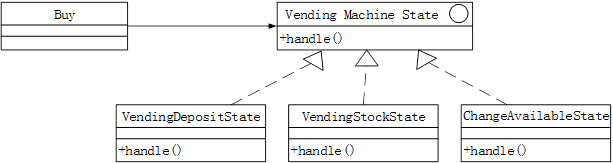 Buy
Vending Machine State
+handle()
VendingDepositState
+handle()
VendingStockState
+handle()
ChangeAvailableState
+handle()